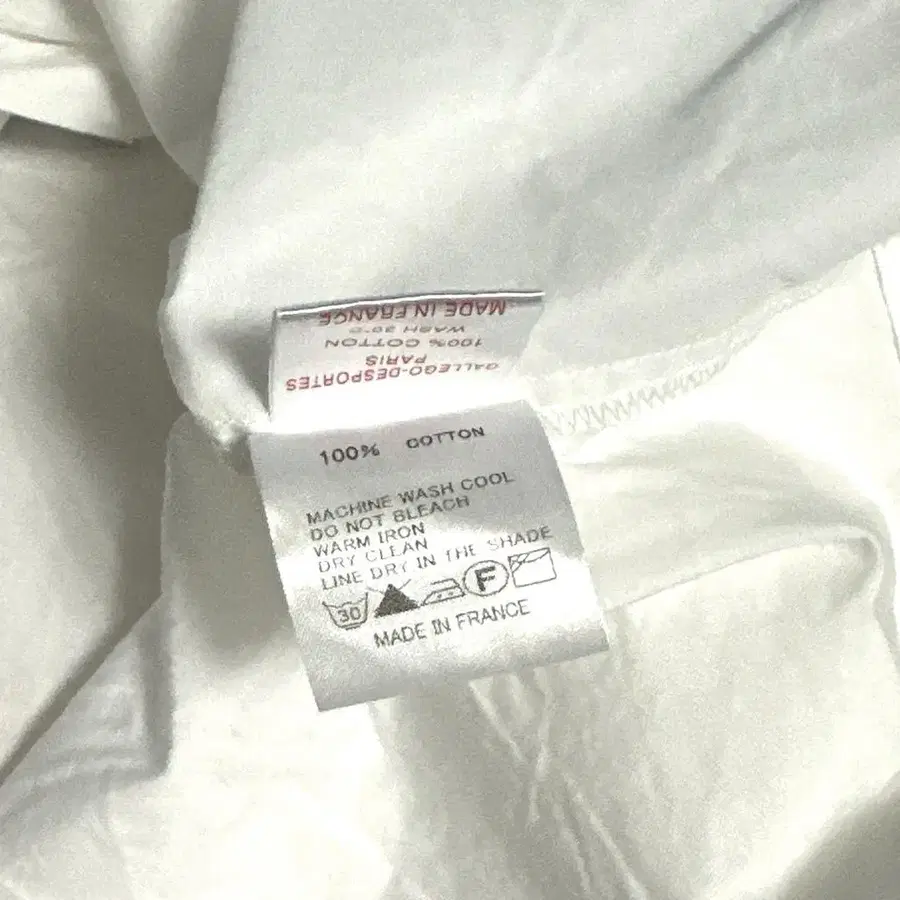 GALLEGO-DESPORTES
PARIS
100% COTTON
WASH 30°C
MADE IN FRANCE
100% COTTON
MACHINE WASH COOL
DO NOT BLEACH
WARM IRON
DRY CLEAN
LINE DRY IN THE SHADE
30 F
MADE IN FRANCE